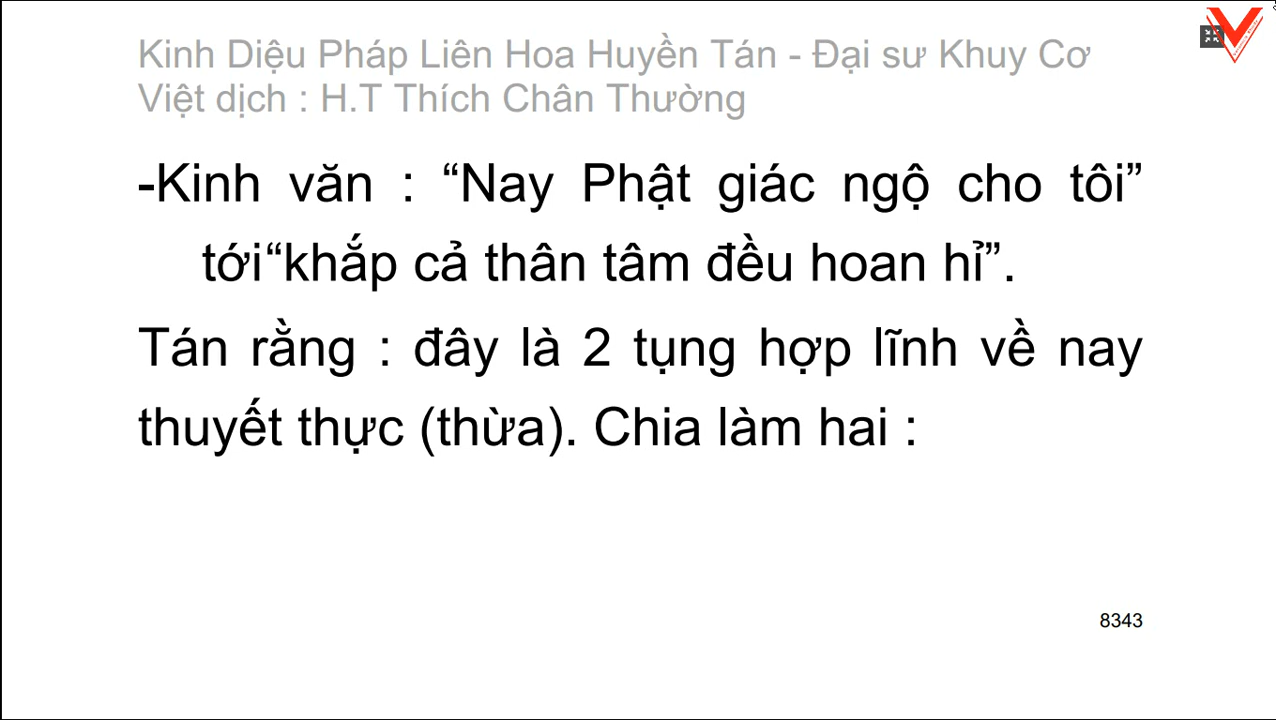 Kinh Diệu Pháp Liên Hoa Huyền Tán - Đại sư Khuy Cơ
Việt dịch : H.T Thích Chân Thường
-Kinh văn : “Nay Phật giác ngộ cho tôi”
tới“khắp cả thân tâm đều hoan hỉ”.
Tán rằng : đây là 2 tụng hợp lĩnh về nay
thuyết thực (thừa). Chia làm hai :
8343